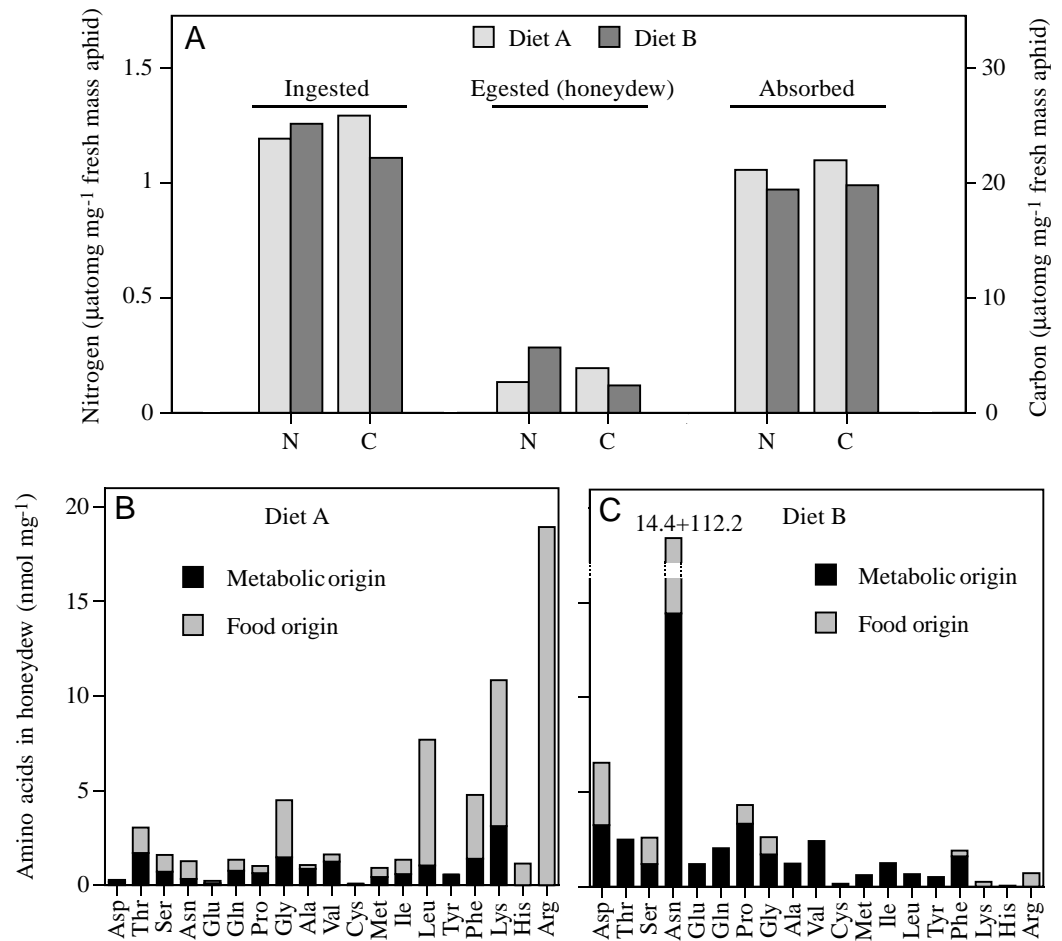 A
Diet A
Diet B
Nitrogen (µatomg mg-1 fresh mass aphid)
Carbon (µatomg mg-1 fresh mass aphid)
1.5
1
0.5
0
30
20
10
0
Ingested
Egested (honeydew)
Absorbed
N
C
N
C
N
C
B
Diet A
Metabolic origin
Food origin
Amino acids in honeydew (nmol mg-1)
20
15
10
5
0
Asp
Thr
Ser
Asn
Glu
Gln
Pro
Gly
Ala
Val
Cys
Met
Ile
Leu
Tyr
Phe
Lys
His
Arg
C
14.4+112.2
Diet B
Metabolic origin
Food origin
Asp
Thr
Ser
Asn
Glu
Gln
Pro
Gly
Ala
Val
Cys
Met
Ile
Leu
Tyr
Phe
Lys
His
Arg